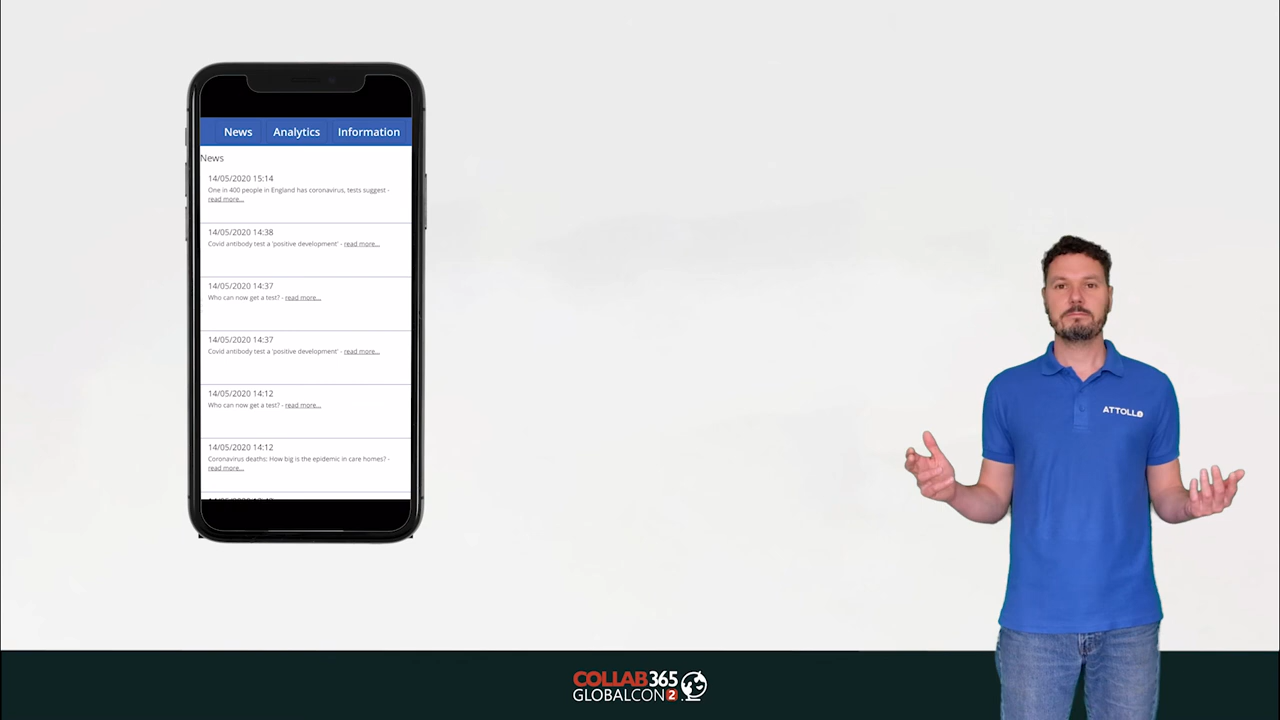 News Analytics Information
News
14/05/2020 15:14
One in 400 people in England has coronavirus, tests suggest -
read more...
14/05/2020 14:38
Covid antibody test a 'positive development' - read more...
14/05/2020 14:37
Who can now get a test? - read more...
14/05/2020 14:37
Covid antibody test a 'positive development' - read more...
14/05/2020 14:12
Who can now get a test? - read more...
14/05/2020 14:12
Coronavirus deaths: How big is the epidemic in care homes? -
read more...
ATTOLLO
COLLAB365
GLOBALCON2